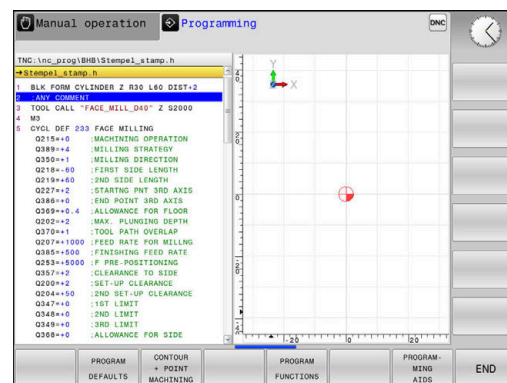 Manual operation
Programming
DNC
TNC:\nc_prog\BHB\Stempel_stamp.h
→Stempel_stamp.h
1 BLK FORM CYLINDER Z R30 L60 DIST+2
2 ;ANY COMMENT
3 TOOL CALL "FACE_MILL_D40" Z S2000
4 M3
5 CYCL DEF 233 FACE MILLING
Q215=+0 ;MACHINING OPERATION
Q389=+4 ;MILLING STRATEGY
Q350=+1 ;MILLING DIRECTION
Q218=-60 ;FIRST SIDE LENGTH
Q219=+60 ;2ND SIDE LENGTH
Q227=+2 ;STARTNG PNT 3RD AXIS
Q386=+0 ;END POINT 3RD AXIS
Q369=+0.4 ;ALLOWANCE FOR FLOOR
Q202=+2 ;MAX. PLUNGING DEPTH
Q370=+1 ;TOOL PATH OVERLAP
Q207=+1000 ;FEED RATE FOR MILLNG
Q385=+500 ;FINISHING FEED RATE
Q253=+5000 ;F PRE-POSITIONING
Q357=+2 ;CLEARANCE TO SIDE
Q200=+2 ;SET-UP CLEARANCE
Q204=+50 ;2ND SET-UP CLEARANCE
Q347=+0 ;1ST LIMIT
Q348=+0 ;2ND LIMIT
Q349=+0 ;3RD LIMIT
Q368=+0 ;ALLOWANCE FOR SIDE
Y
X
-20
0
20
PROGRAM DEFAULTS
CONTOUR + POINT MACHINING
PROGRAM FUNCTIONS
PROGRAM- MING AIDS
END